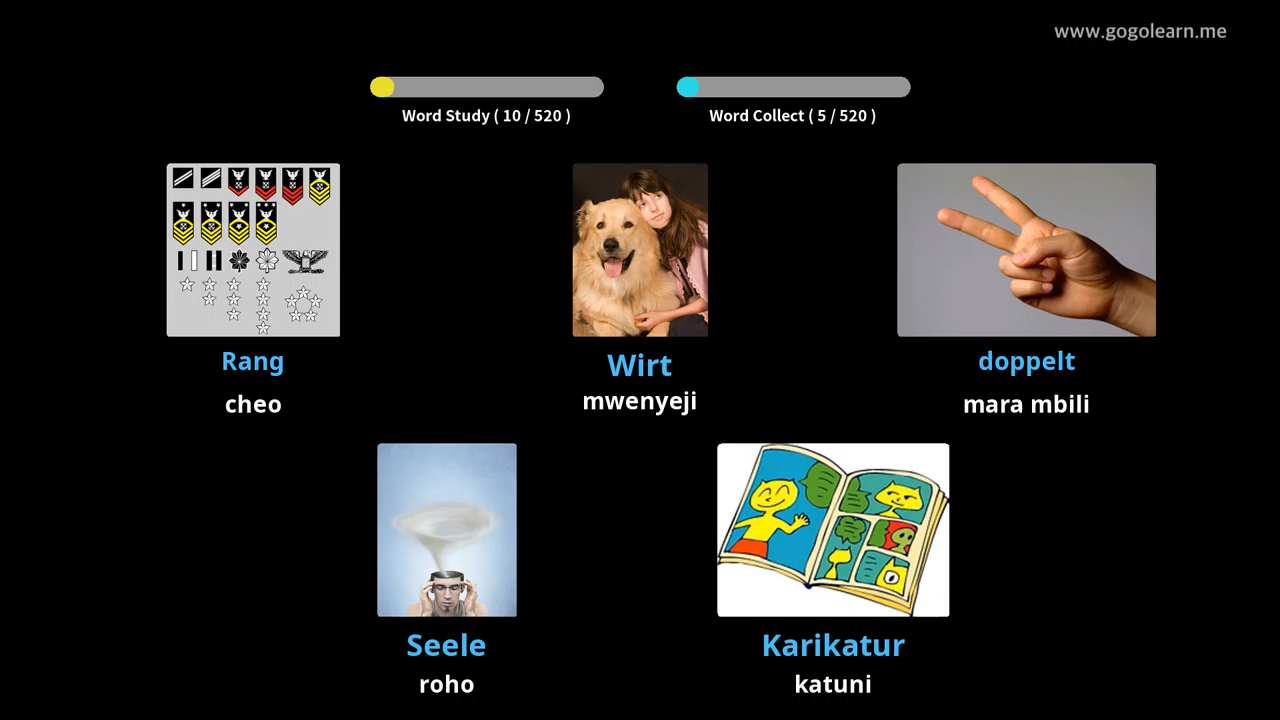 www.gogolearn.me
Word Study ( 10 / 520 )
Word Collect ( 5 / 520 )
Rang
cheo
Wirt
mwenyeji
doppelt
mara mbili
Seele
roho
Karikatur
katuni